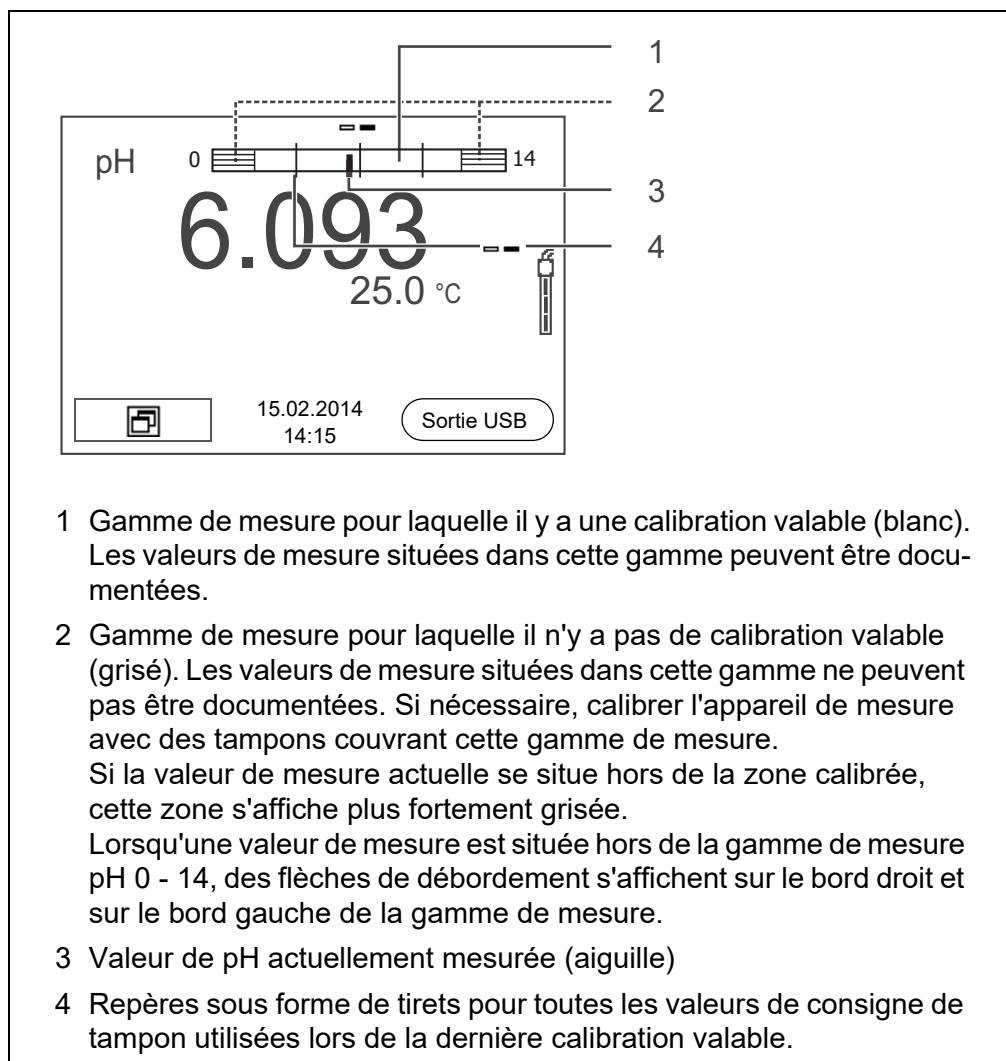 1
2
pH 0 14
3
6.093
4
25.0 °C
15.02.2014
14:15
Sortie USB
1 Gamme de mesure pour laquelle il y a une calibration valable (blanc).
Les valeurs de mesure situées dans cette gamme peuvent être docu-
mentées.
2 Gamme de mesure pour laquelle il n'y a pas de calibration valable
(grisé). Les valeurs de mesure situées dans cette gamme ne peuvent
pas être documentées. Si nécessaire, calibrer l'appareil de mesure
avec des tampons couvrant cette gamme de mesure.
Si la valeur de mesure actuelle se situe hors de la zone calibrée,
cette zone s'affiche plus fortement grisée.
Lorsqu'une valeur de mesure est située hors de la gamme de mesure
pH 0 - 14, des flèches de débordement s'affichent sur le bord droit et
sur le bord gauche de la gamme de mesure.
3 Valeur de pH actuellement mesurée (aiguille)
4 Repères sous forme de tirets pour toutes les valeurs de consigne de
tampon utilisées lors de la dernière calibration valable.